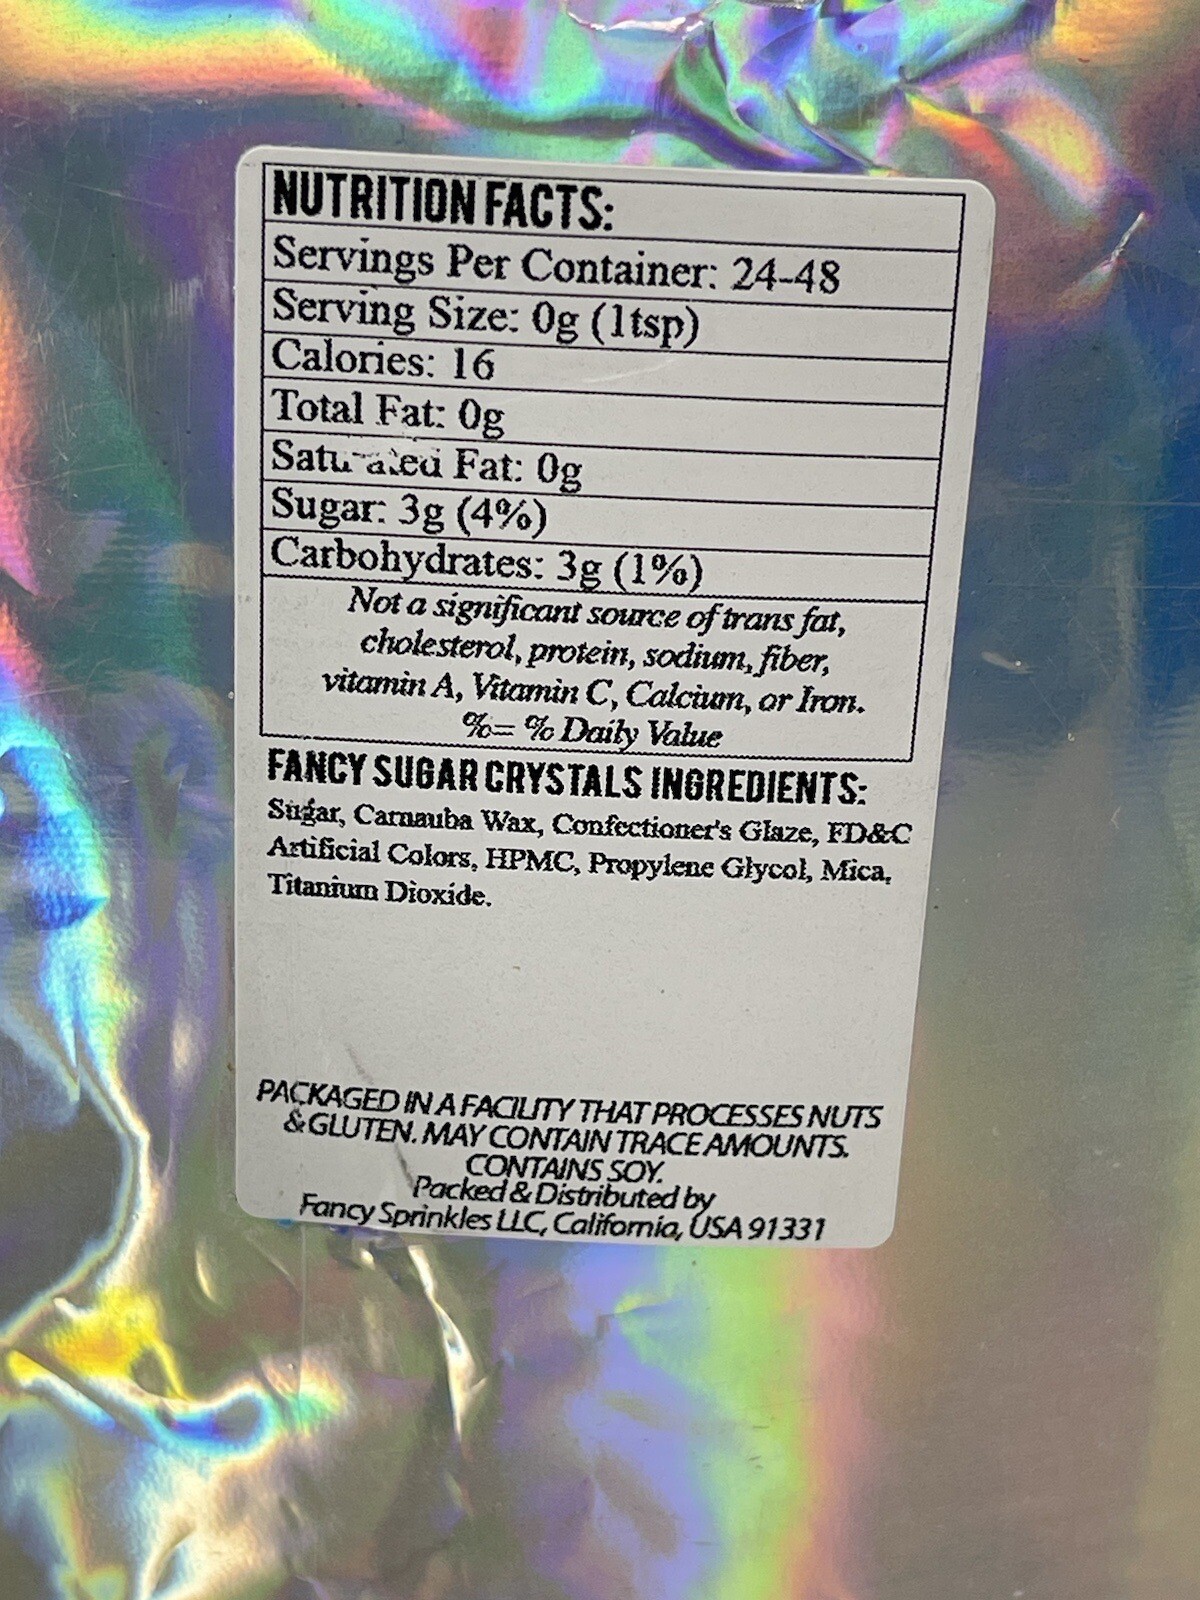 NUTRITION FACTS:
Servings Per Container: 24-48
Serving Size: 0g (1tsp)
Calories: 16
Total Fat: 0g
Saturated Fat: 0g
Sugar: 3g (4%)
Carbohydrates: 3g (1%)
Not a significant source of trans fat,
cholesterol, protein, sodium, fiber,
vitamin A, Vitamin C, Calcium, or Iron.
%= % Daily Value
FANCY SUGAR CRYSTALS INGREDIENTS:
Sugar, Carnauba Wax, Confectioner's Glaze, FD&C
Artificial Colors, HPMC, Propylene Glycol, Mica,
Titanium Dioxide.
PACKAGED IN A FACILITY THAT PROCESSES NUTS
& GLUTEN. MAY CONTAIN TRACE AMOUNTS.
CONTAINS SOY.
Packed & Distributed by
Fancy Sprinkles LLC, California, USA 91331